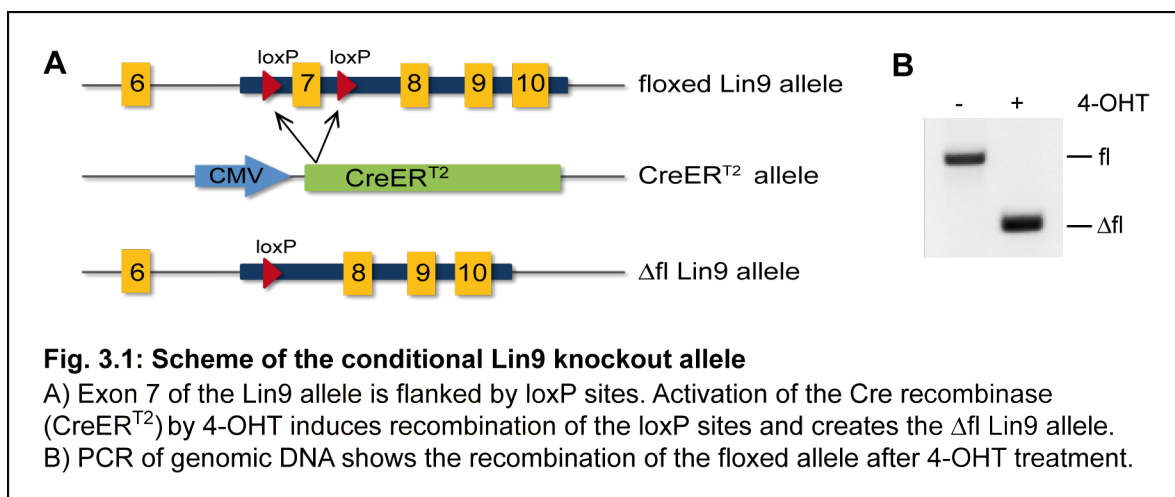 A
loxP
loxP
6
7
8
9
10
floxed Lin9 allele
CMV
CreER^T2
CreER^T2 allele
loxP
6
8
9
10
Δfl Lin9 allele
B
- + 4-OHT
fl
Δfl
Fig. 3.1: Scheme of the conditional Lin9 knockout allele
A) Exon 7 of the Lin9 allele is flanked by loxP sites. Activation of the Cre recombinase
(CreER^T2) by 4-OHT induces recombination of the loxP sites and creates the Δfl Lin9 allele.
B) PCR of genomic DNA shows the recombination of the floxed allele after 4-OHT treatment.